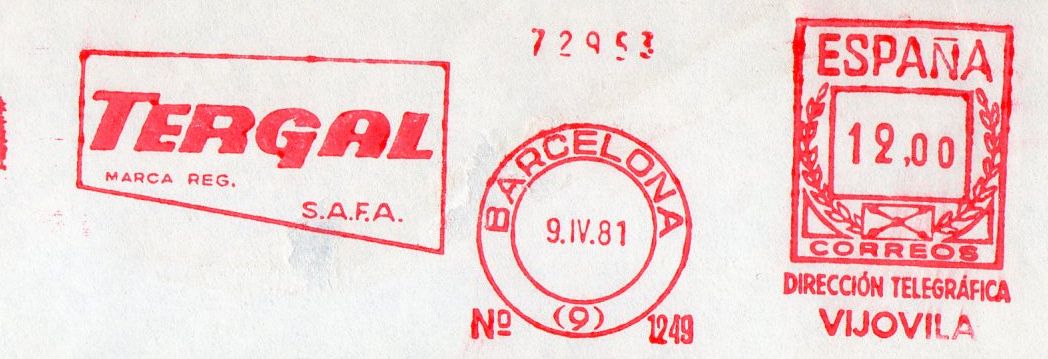 TERGAL
MARCA REG.
S.A.F.A.
72953
BARCELONA
9.IV.81
(9)
Nº 1249
ESPAÑA
12,00
CORREOS
DIRECCIÓN TELEGRÁFICA
VIJOVILA